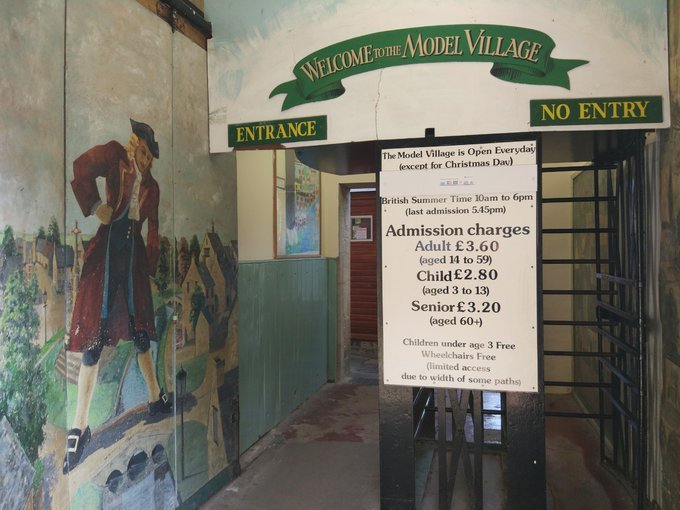 WELCOME TO THE MODEL VILLAGE
ENTRANCE
NO ENTRY
The Model Village is Open Everyday
(except for Christmas Day)
British Summer Time 10am to 6pm
(last admission 5.45pm)
Admission charges
Adult £3.60
(aged 14 to 59)
Child £2.80
(aged 3 to 13)
Senior £3.20
(aged 60+)
Children under age 3 Free
Wheelchairs Free
(limited access
due to width of some paths)